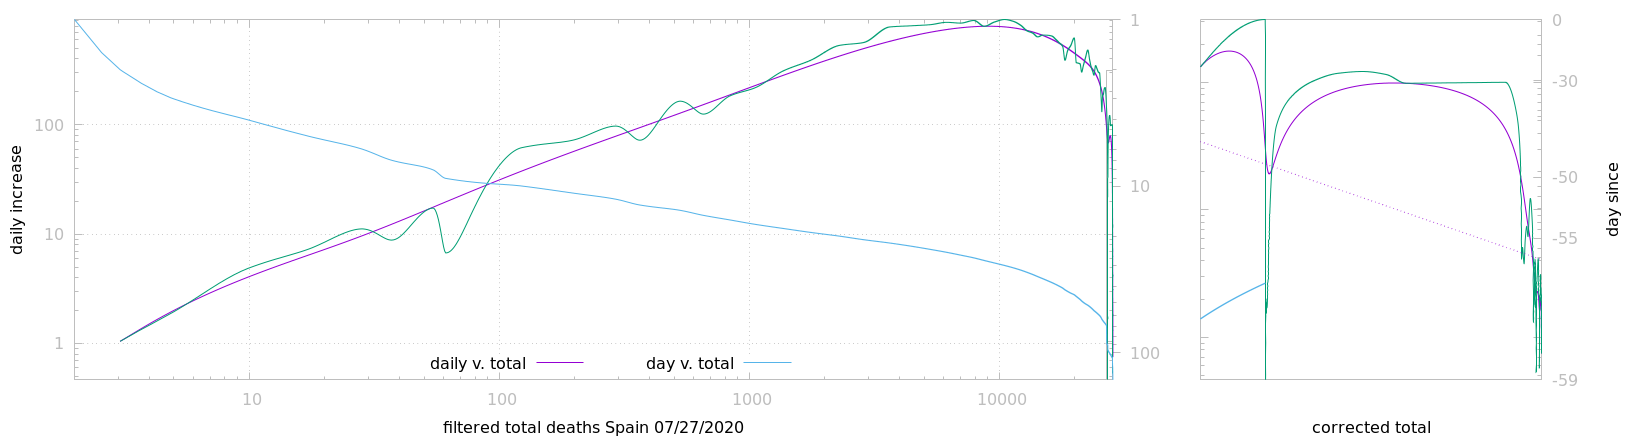 daily increase
100
10
1
10
100
1000
10000
1
10
100
daily v. total
day v. total
filtered total deaths Spain 07/27/2020
0
-30
-50
-55
-59
day since
corrected total